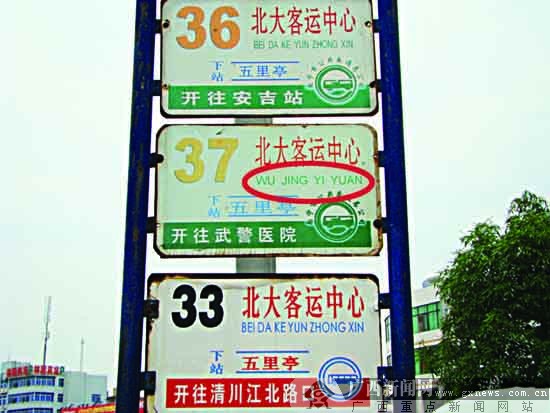 36 北大客运中心
BEI DA KE YUN ZHONG XIN
下站 五里亭
开往安吉站
37 北大客运中心
WU JING YI YUAN
下站 五里亭
开往武警医院
33 北大客运中心
BEI DA KE YUN ZHONG XIN
下站 五里亭
开往清川江北路
广西新闻网
www.gxnews.com.cn
广西重点新闻网站